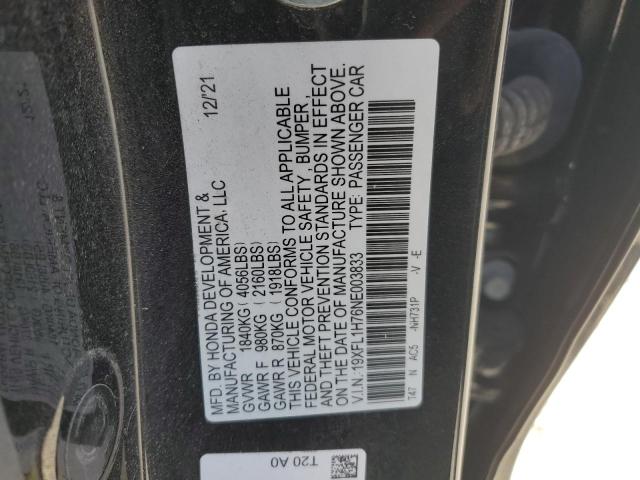 MFD. BY HONDA DEVELOPMENT & 12/'21
MANUFACTURING OF AMERICA, LLC
GVWR 1840KG( 4056LBS)
GAWR F 980KG ( 2160LBS)
GAWR R 870KG ( 1918LBS)
THIS VEHICLE CONFORMS TO ALL APPLICABLE
FEDERAL MOTOR VEHICLE SAFETY, BUMPER,
AND THEFT PREVENTION STANDARDS IN EFFECT
ON THE DATE OF MANUFACTURE SHOWN ABOVE.
V.I.N.:19XFL1H76NE003833 TYPE: PASSENGER CAR
T47 N AC5 -NH731P -V -E
T20 A0